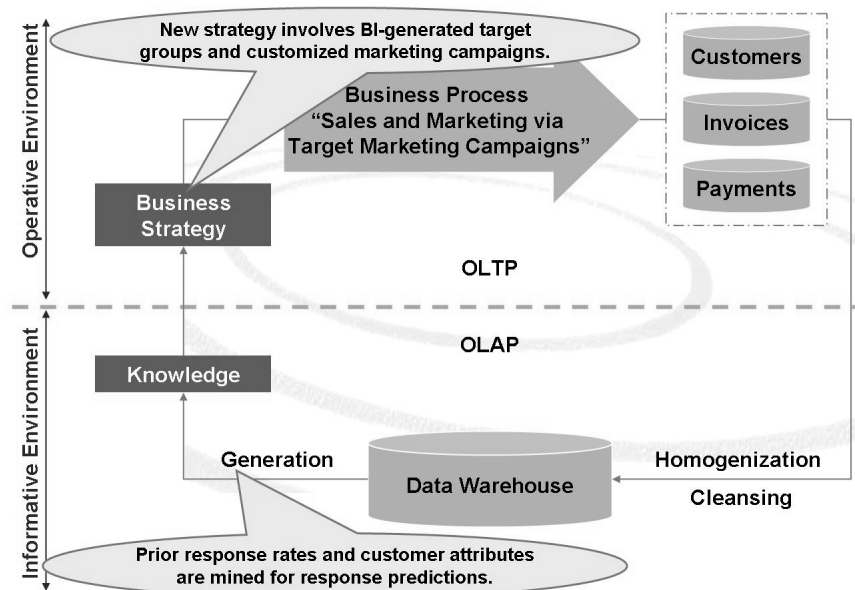 New strategy involves BI-generated target
groups and customized marketing campaigns.
Business Process
“Sales and Marketing via
Target Marketing Campaigns”
Customers
Invoices
Payments
Operative Environment
Business
Strategy
OLTP
OLAP
Knowledge
Informative Environment
Generation
Data Warehouse
Homogenization
Cleansing
Prior response rates and customer attributes
are mined for response predictions.